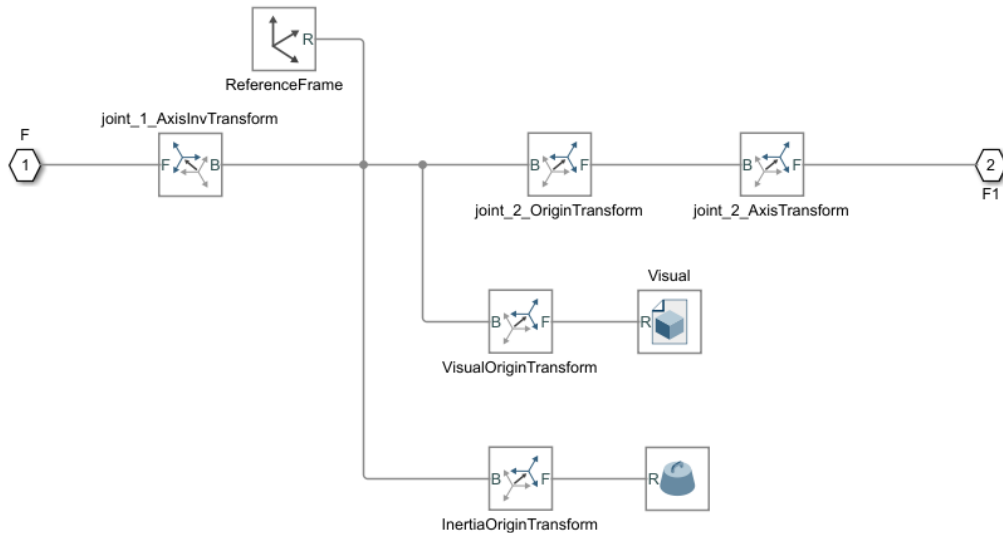 R
ReferenceFrame
joint_1_AxisInvTransform
F
1
F B
B F
joint_2_OriginTransform
B F
joint_2_AxisTransform
2
F1
Visual
B F
R
VisualOriginTransform
B F
R
InertiaOriginTransform